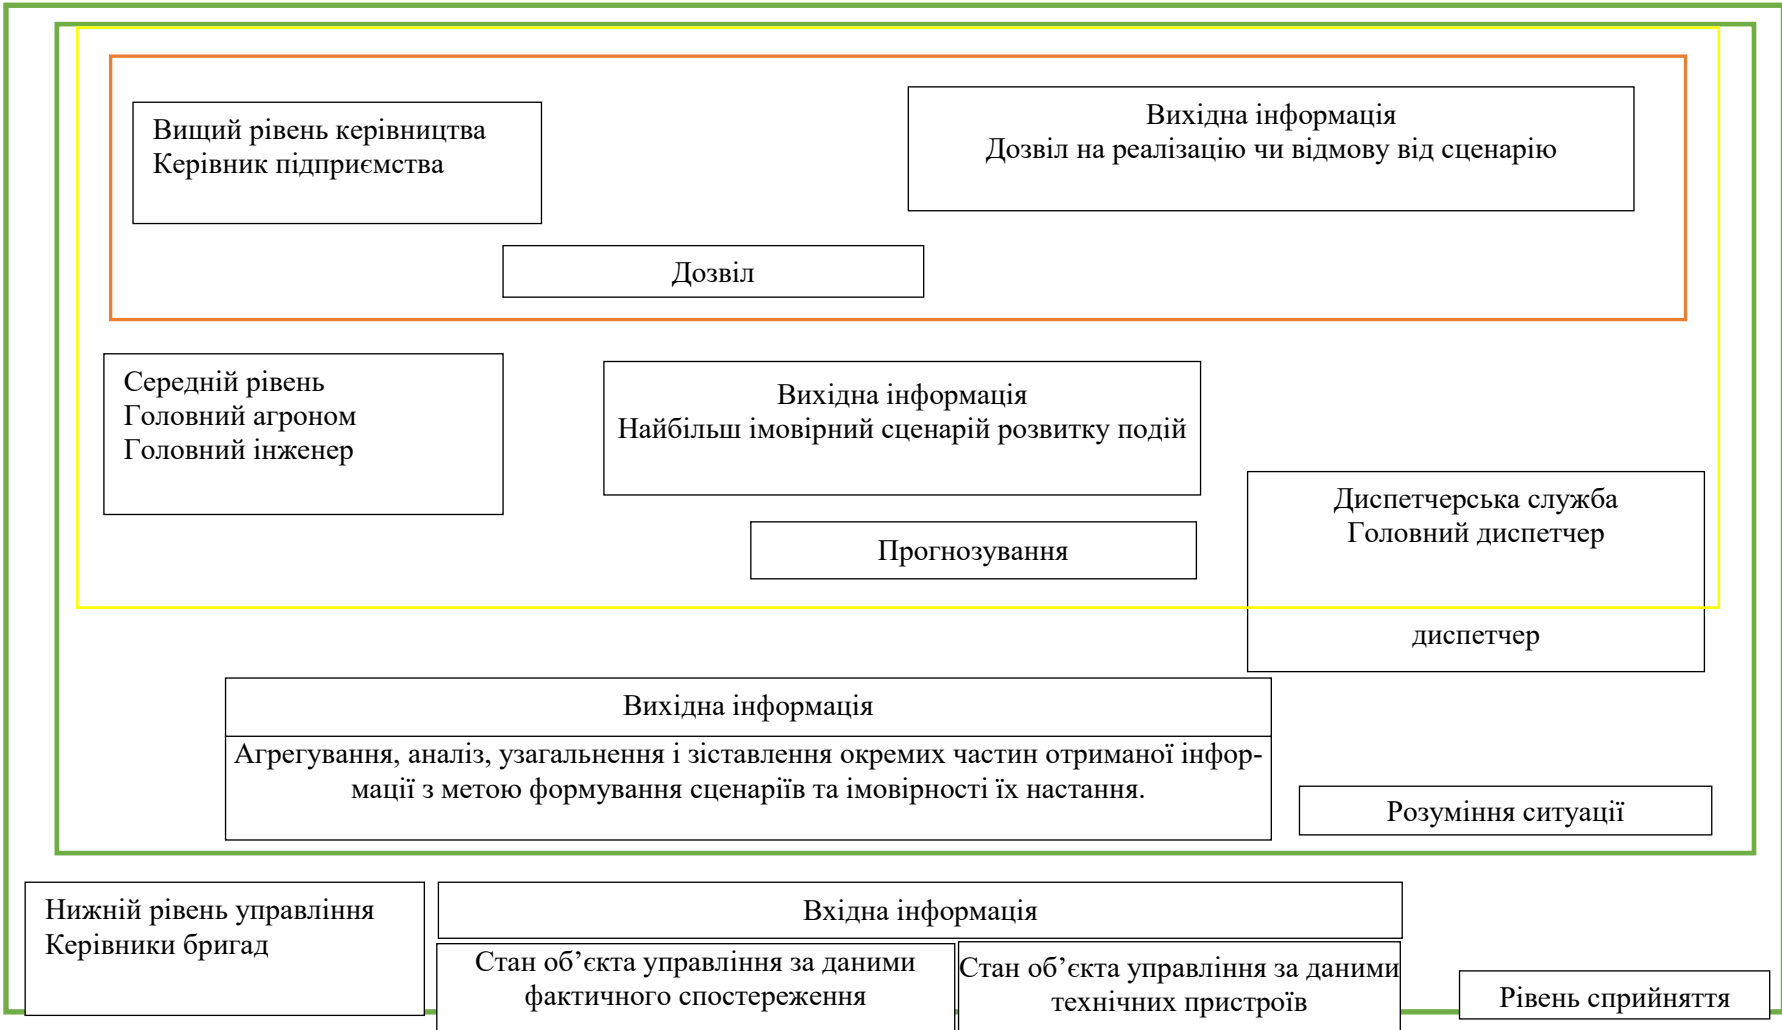 Вищий рівень керівництва
Керівник підприємства
Вихідна інформація
Дозвіл на реалізацію чи відмову від сценарію
Дозвіл
Середній рівень
Головний агроном
Головний інженер
Вихідна інформація
Найбільш імовірний сценарій розвитку подій
Диспетчерська служба
Головний диспетчер
диспетчер
Прогнозування
Вихідна інформація
Агрегування, аналіз, узагальнення і зіставлення окремих частин отриманої інфор-
мації з метою формування сценаріїв та імовірності їх настання.
Розуміння ситуації
Нижній рівень управління
Керівники бригад
Вхідна інформація
Стан об’єкта управління за даними
фактичного спостереження
Стан об’єкта управління за даними
технічних пристроїв
Рівень сприйняття